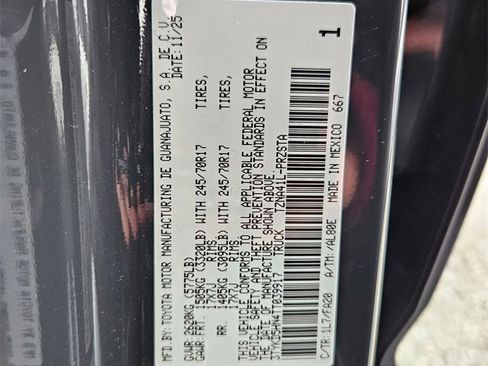 MFD.BY:TOYOTA MOTOR MANUFACTURING DE GUANAJUATO, S.A. DE C.V.
DATE: 11/25
GVWR: 2620KG (5775LB)
GAWR: FRT. 1505KG (3320LB) WITH 245/70R17 TIRES,
17X7J RIMS,
RR. 1405KG (3095LB) WITH 245/70R17 TIRES,
17X7J RIMS
THIS VEHICLE CONFORMS TO ALL APPLICABLE FEDERAL MOTOR
VEHICLE SAFETY AND THEFT PREVENTION STANDARDS IN EFFECT ON
THE DATE OF MANUFACTURE SHOWN ABOVE.
TRUCK
C/TR: 1L7/FA20 A/TM: /AL80E MADE IN MEXICO 667
1